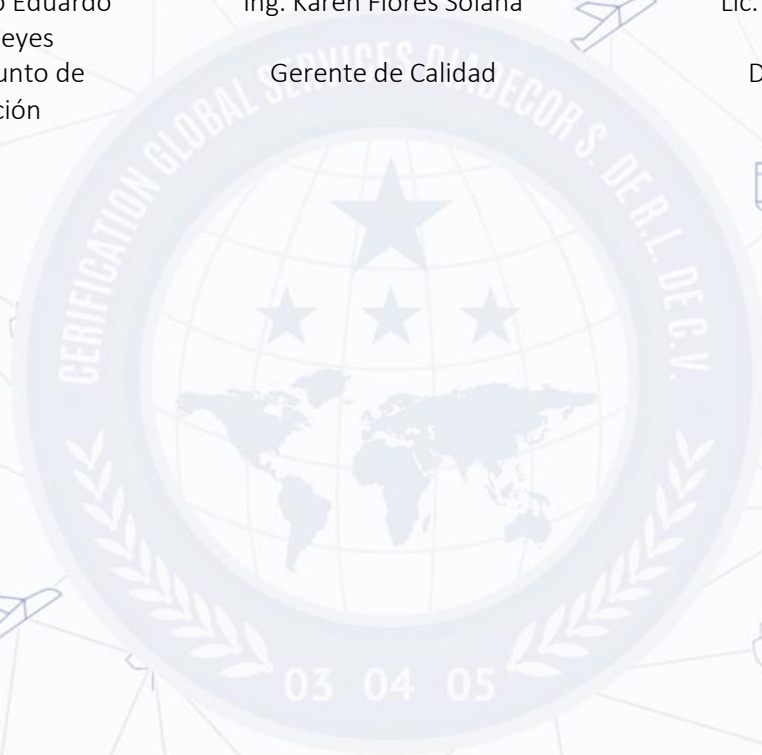 o Eduardo
eyes
unto de
ción
Ing. Karen Flores Solana
Gerente de Calidad
Lic.
D
CERIFICATION GLOBAL SERVICES DIADECOR S. DE R.L. DE C.V.
03 04 05